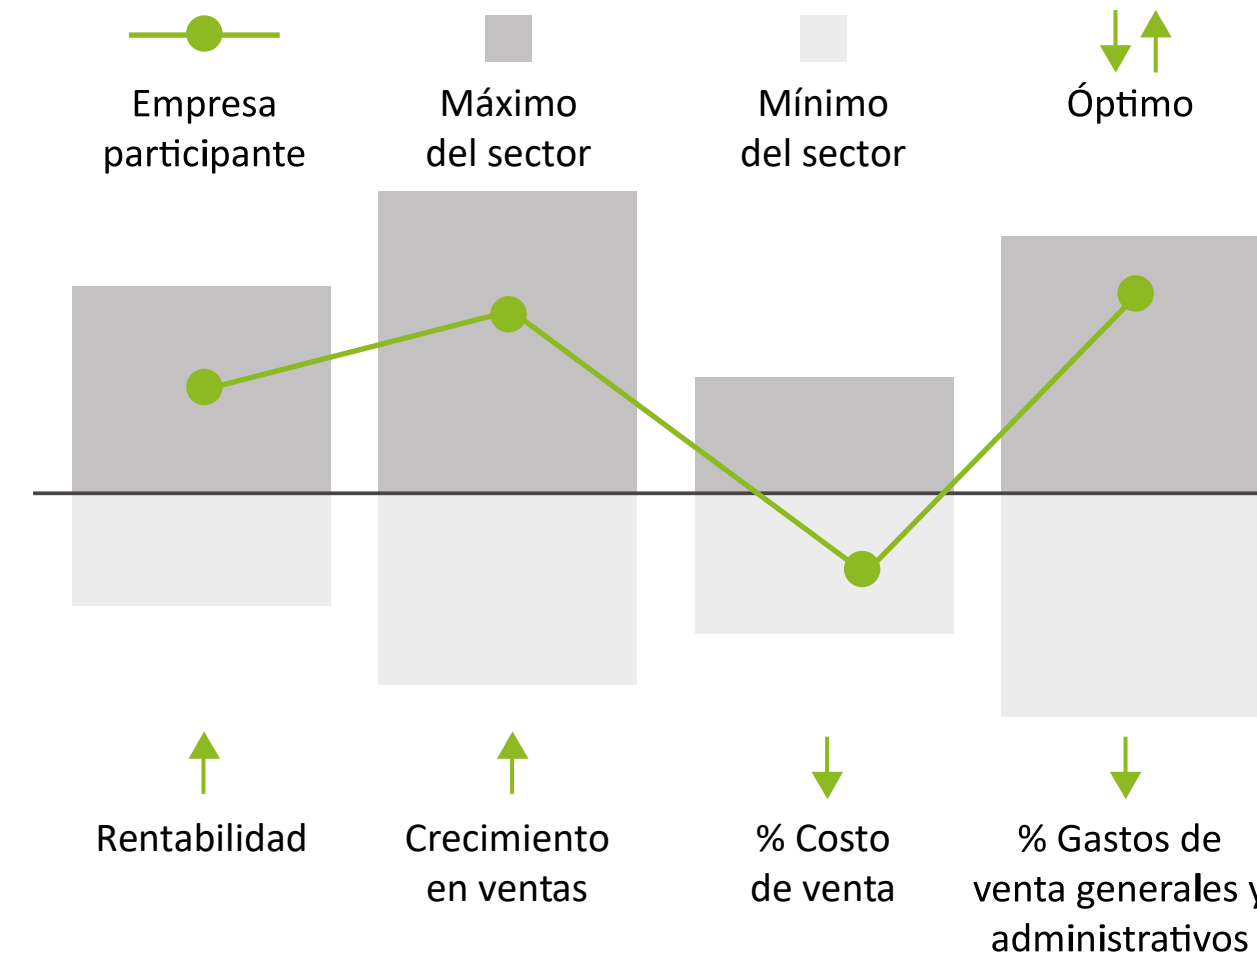 Empresa
participante
Máximo
del sector
Mínimo
del sector
Óptimo
Rentabilidad
Crecimiento
en ventas
% Costo
de venta
% Gastos de
venta generales y
administrativos